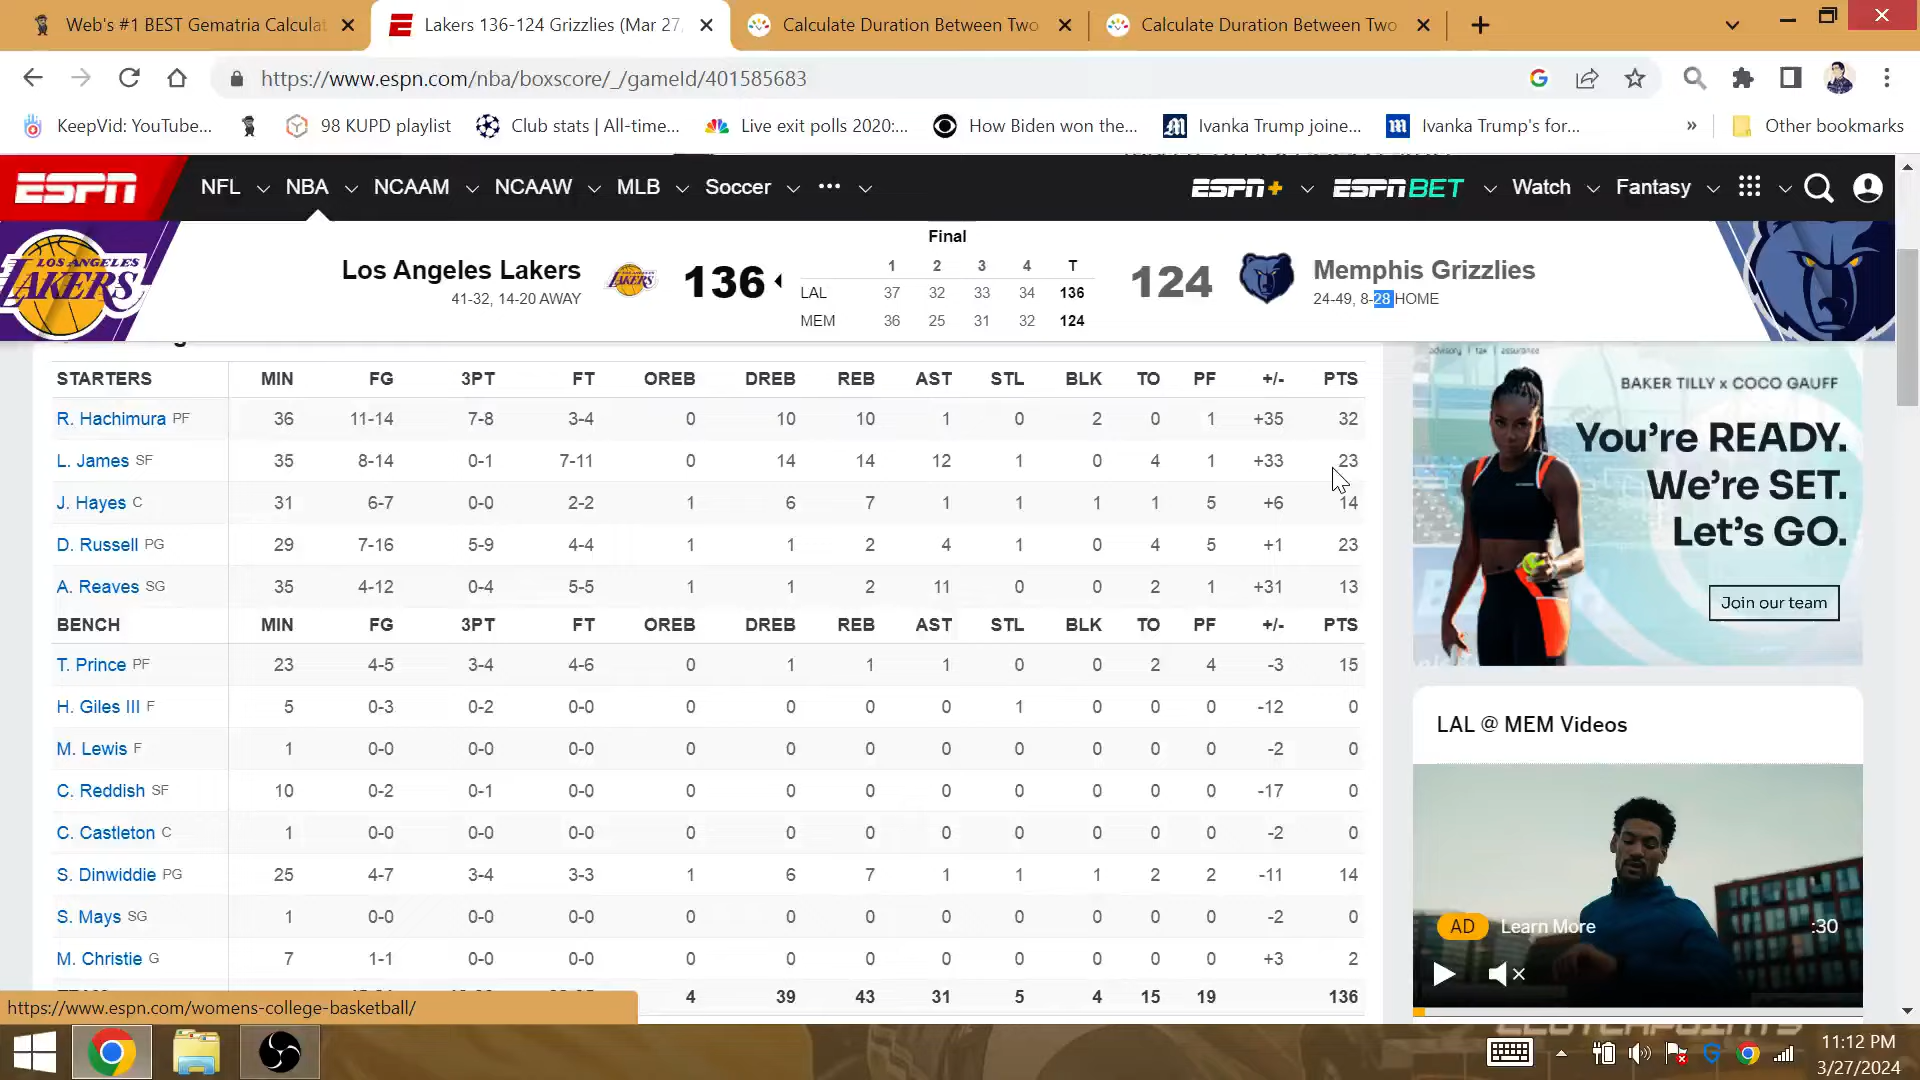 Web's #1 BEST Gematria Calculat
Lakers 136-124 Grizzlies (Mar 27,
Calculate Duration Between Two
Calculate Duration Between Two
https://www.espn.com/nba/boxscore/_/gameId/401585683
KeepVid: YouTube...
98 KUPD playlist
Club stats | All-time...
Live exit polls 2020:...
How Biden won the...
Ivanka Trump joine...
Ivanka Trump's for...
»
Other bookmarks
ESPN
NFL NBA NCAAM NCAAW MLB Soccer
ESPN+ ESPN BET Watch Fantasy
LOS ANGELES
LAKERS
Los Angeles Lakers
41-32, 14-20 AWAY
136
Final
1 2 3 4 T
LAL 37 32 33 34 136
MEM 36 25 31 32 124
124
Memphis Grizzlies
24-49, 8-28 HOME
STARTERS MIN FG 3PT FT OREB DREB REB AST STL BLK TO PF +/- PTS
R. Hachimura PF 36 11-14 7-8 3-4 0 10 10 1 0 2 0 1 +35 32
L. James SF 35 8-14 0-1 7-11 0 14 14 12 1 0 4 1 +33 23
J. Hayes C 31 6-7 0-0 2-2 1 6 7 1 1 1 1 5 +6 14
D. Russell PG 29 7-16 5-9 4-4 1 1 2 4 1 0 4 5 +1 23
A. Reaves SG 35 4-12 0-4 5-5 1 1 2 11 0 0 2 1 +31 13
BENCH MIN FG 3PT FT OREB DREB REB AST STL BLK TO PF +/- PTS
T. Prince PF 23 4-5 3-4 4-6 0 1 1 1 0 0 2 4 -3 15
H. Giles III F 5 0-3 0-2 0-0 0 0 0 0 1 0 0 0 -12 0
M. Lewis F 1 0-0 0-0 0-0 0 0 0 0 0 0 0 0 -2 0
C. Reddish SF 10 0-2 0-1 0-0 0 0 0 0 0 0 0 0 -17 0
C. Castleton C 1 0-0 0-0 0-0 0 0 0 0 0 0 0 0 -2 0
S. Dinwiddie PG 25 4-7 3-4 3-3 1 6 7 1 1 1 2 2 -11 14
S. Mays SG 1 0-0 0-0 0-0 0 0 0 0 0 0 0 0 -2 0
M. Christie G 7 1-1 0-0 0-0 0 0 0 0 0 0 0 0 +3 2
4 39 43 31 5 4 15 19 136
advisory | tax | assurance
BAKER TILLY x COCO GAUFF
You're READY.
We're SET.
Let's GO.
Join our team
LAL @ MEM Videos
AD Learn More :30
https://www.espn.com/womens-college-basketball/
11:12 PM
3/27/2024